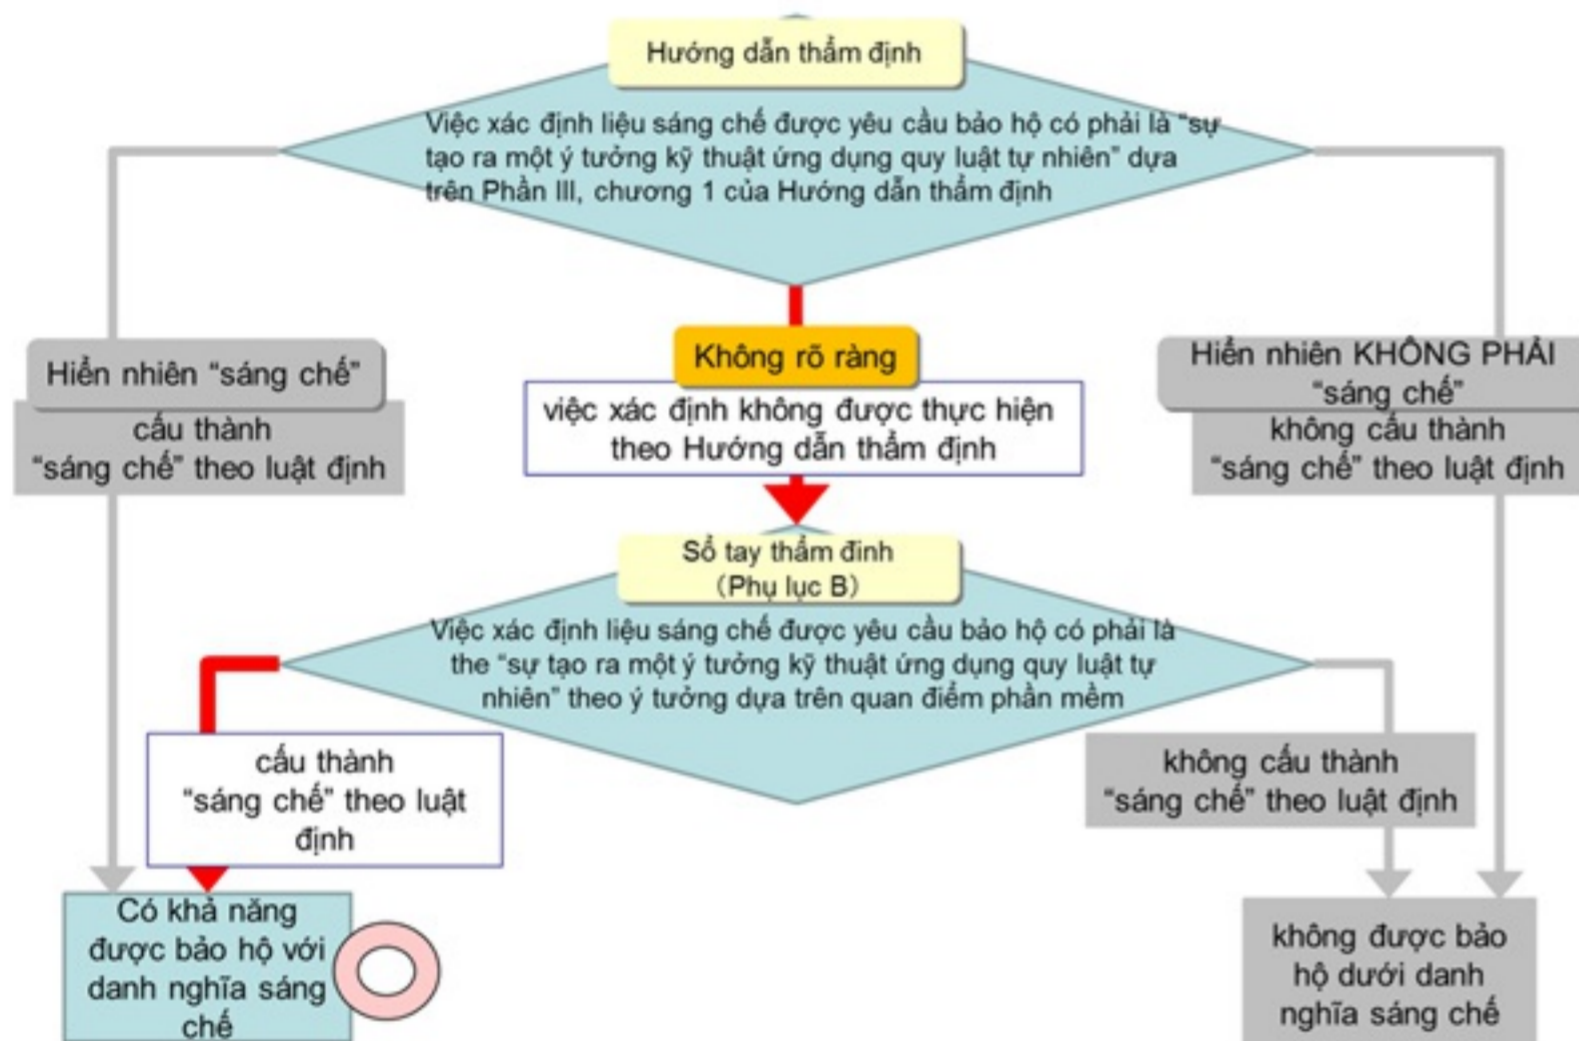 Hướng dẫn thẩm định
Việc xác định liệu sáng chế được yêu cầu bảo hộ có phải là “sự
tạo ra một ý tưởng kỹ thuật ứng dụng quy luật tự nhiên” dựa
trên Phần III, chương 1 của Hướng dẫn thẩm định
Hiển nhiên “sáng chế”
cấu thành
“sáng chế” theo luật định
Không rõ ràng
việc xác định không được thực hiện
theo Hướng dẫn thẩm định
Hiển nhiên KHÔNG PHẢI
“sáng chế”
không cấu thành
“sáng chế” theo luật định
Sổ tay thẩm đinh
(Phụ lục B)
Việc xác định liệu sáng chế được yêu cầu bảo hộ có phải là
the “sự tạo ra một ý tưởng kỹ thuật ứng dụng quy luật tự
nhiên” theo ý tưởng dựa trên quan điểm phần mềm
cấu thành
“sáng chế” theo luật
định
không cấu thành
“sáng chế” theo luật định
Có khả năng
được bảo hộ với
danh nghĩa sáng
chế
không được bảo
hộ dưới danh
nghĩa sáng chế